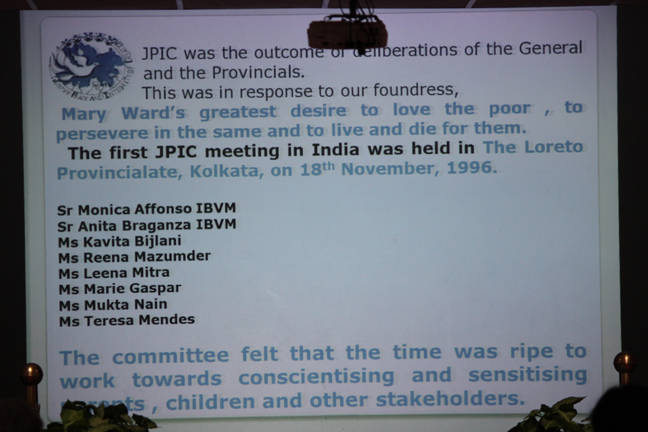 JPIC was the outcome of deliberations of the General
and the Provincials.
This was in response to our foundress,
Mary Ward's greatest desire to love the poor , to
persevere in the same and to live and die for them.
The first JPIC meeting in India was held in The Loreto
Provincialate, Kolkata, on 18th November, 1996.
Sr Monica Affonso IBVM
Sr Anita Braganza IBVM
Ms Kavita Bijlani
Ms Reena Mazumder
Ms Leena Mitra
Ms Marie Gaspar
Ms Mukta Nain
Ms Teresa Mendes
The committee felt that the time was ripe to
work towards conscientising and sensitising
parents , children and other stakeholders.